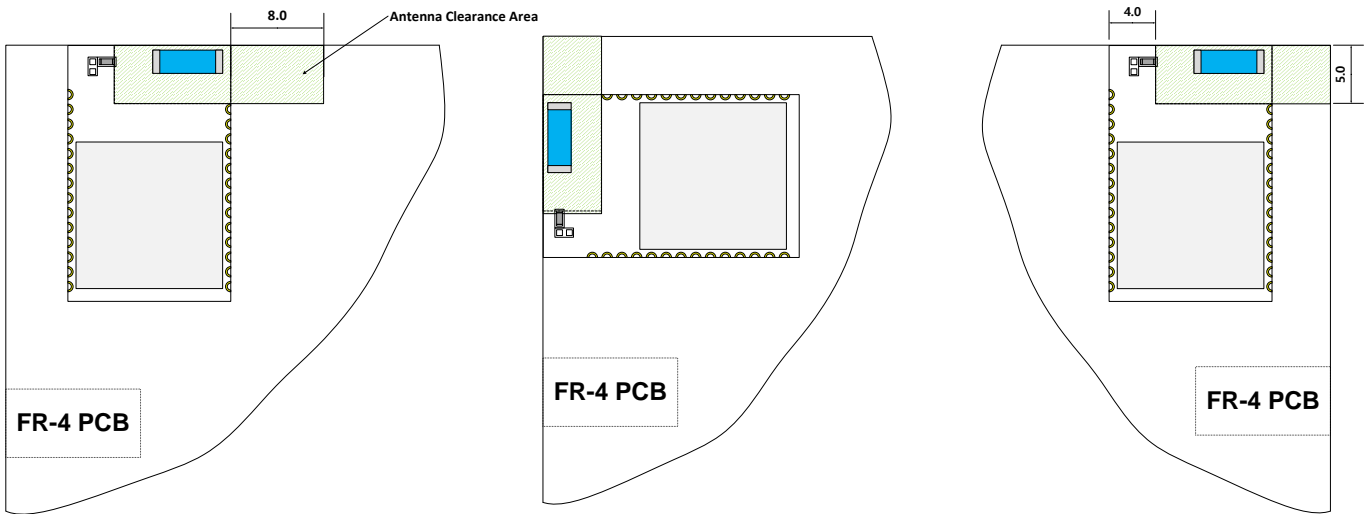 8.0
Antenna Clearance Area
4.0
5.0
FR-4 PCB
FR-4 PCB
FR-4 PCB